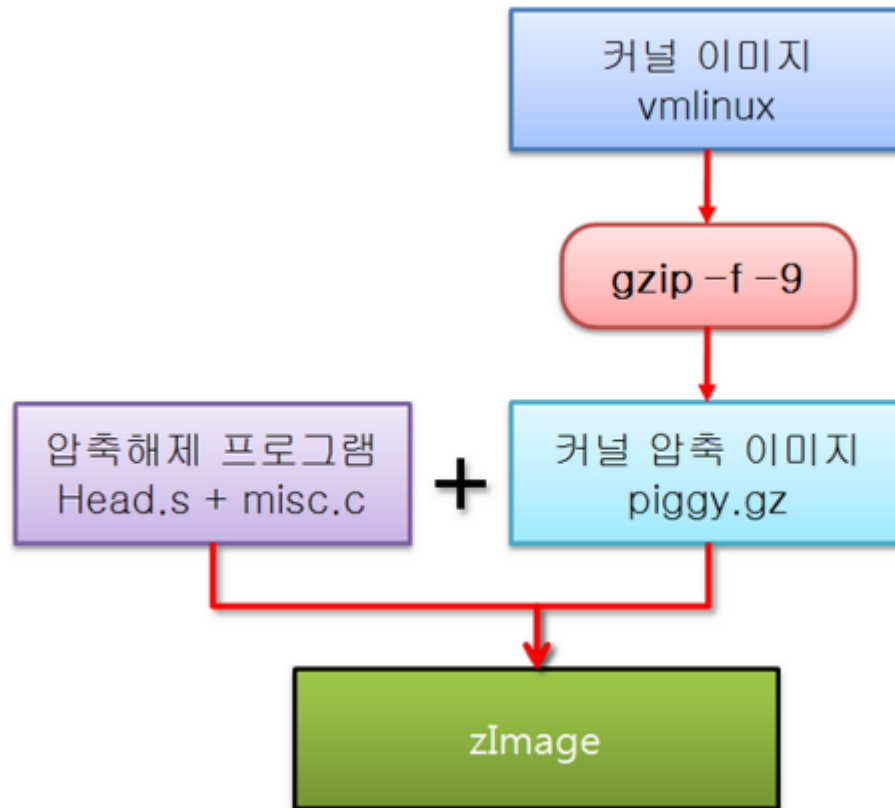 커널 이미지
vmlinux
gzip –f –9
압축해제 프로그램
Head.s + misc.c
+
커널 압축 이미지
piggy.gz
zImage